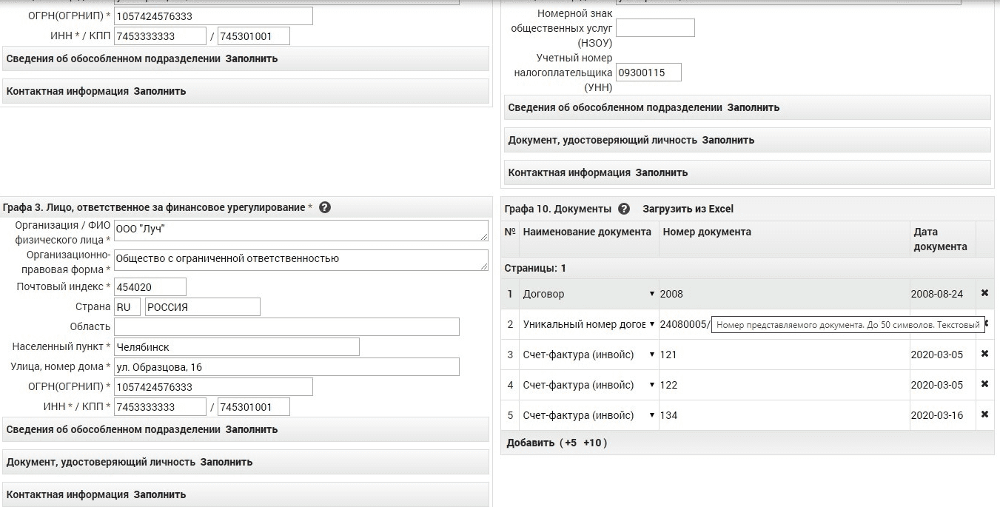 ОГРН(ОГРНИП) * 1057424576333
ИНН * / КПП 7453333333 / 745301001
Сведения об обособленном подразделении Заполнить
Контактная информация Заполнить
Номерной знак
общественных услуг
(НЗОУ)
Учетный номер
налогоплательщика 09300115
(УНН)
Сведения об обособленном подразделении Заполнить
Документ, удостоверяющий личность Заполнить
Контактная информация Заполнить
Графа 3. Лицо, ответственное за финансовое урегулирование * ?
Организация / ФИО
физического лица * ООО "Луч"
Организационно-
правовая форма * Общество с ограниченной ответственностью
Почтовый индекс * 454020
Страна RU РОССИЯ
Область
Населенный пункт * Челябинск
Улица, номер дома * ул. Образцова, 16
ОГРН(ОГРНИП) * 1057424576333
ИНН * / КПП * 7453333333 / 745301001
Сведения об обособленном подразделении Заполнить
Документ, удостоверяющий личность Заполнить
Контактная информация Заполнить
Графа 10. Документы ? Загрузить из Excel
№ Наименование документа Номер документа Дата
документа
Страницы: 1
1 Договор 2008 2008-08-24
2 Уникальный номер догов 24080005/ Номер представляемого документа. До 50 символов. Текстовый
3 Счет-фактура (инвойс) 121 2020-03-05
4 Счет-фактура (инвойс) 122 2020-03-05
5 Счет-фактура (инвойс) 134 2020-03-16
Добавить (+5 +10)